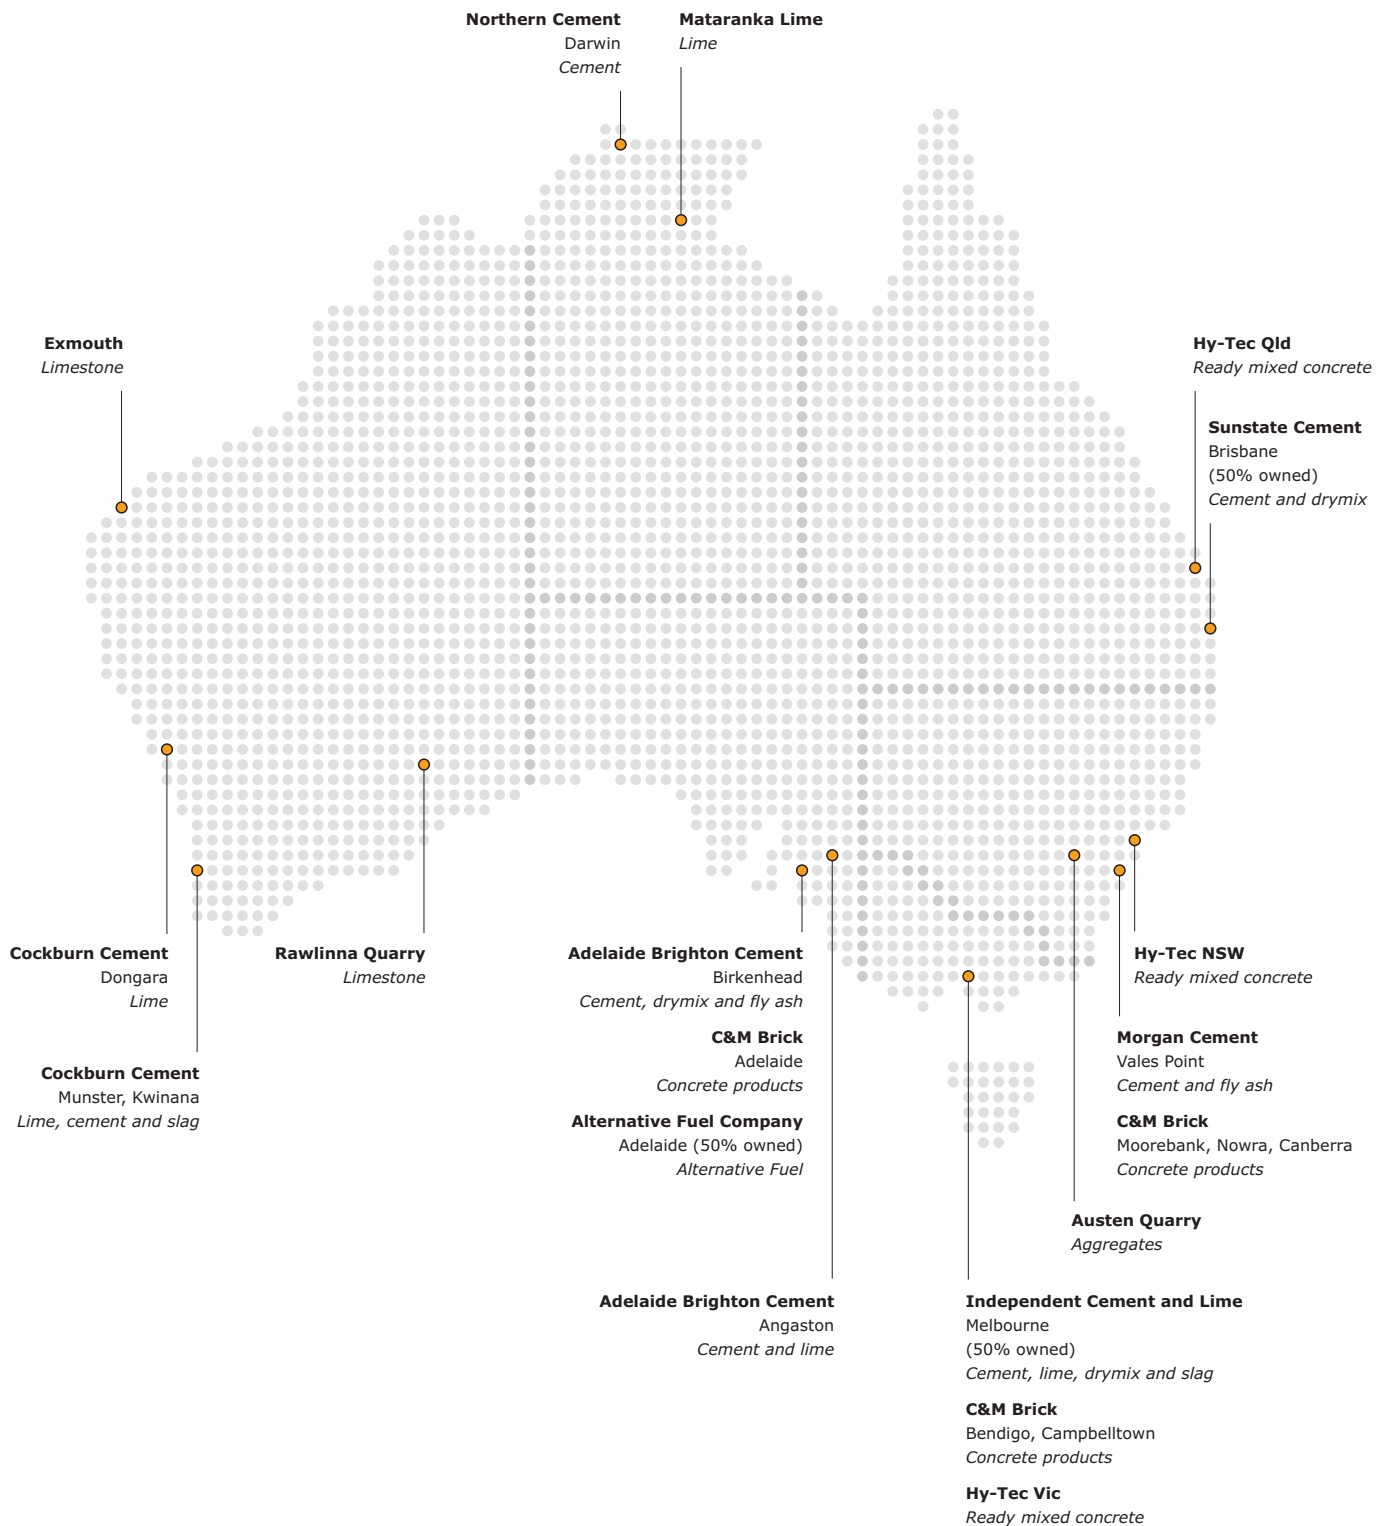 Northern Cement
Darwin
Cement
Mataranka Lime
Lime
Exmouth
Limestone
Hy-Tec Qld
Ready mixed concrete
Sunstate Cement
Brisbane
(50% owned)
Cement and drymix
Cockburn Cement
Dongara
Lime
Cockburn Cement
Munster, Kwinana
Lime, cement and slag
Rawlinna Quarry
Limestone
Adelaide Brighton Cement
Birkenhead
Cement, drymix and fly ash
C&M Brick
Adelaide
Concrete products
Alternative Fuel Company
Adelaide (50% owned)
Alternative Fuel
Adelaide Brighton Cement
Angaston
Cement and lime
Hy-Tec NSW
Ready mixed concrete
Morgan Cement
Vales Point
Cement and fly ash
C&M Brick
Moorebank, Nowra, Canberra
Concrete products
Austen Quarry
Aggregates
Independent Cement and Lime
Melbourne
(50% owned)
Cement, lime, drymix and slag
C&M Brick
Bendigo, Campbelltown
Concrete products
Hy-Tec Vic
Ready mixed concrete